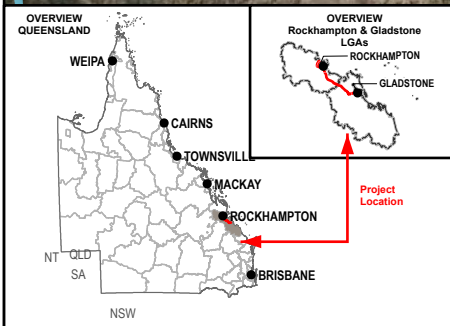 OVERVIEW
QUEENSLAND
WEIPA
CAIRNS
TOWNSVILLE
MACKAY
ROCKHAMPTON
BRISBANE
NT
QLD
SA
NSW
OVERVIEW
Rockhampton & Gladstone
LGAs
ROCKHAMPTON
GLADSTONE
Project
Location